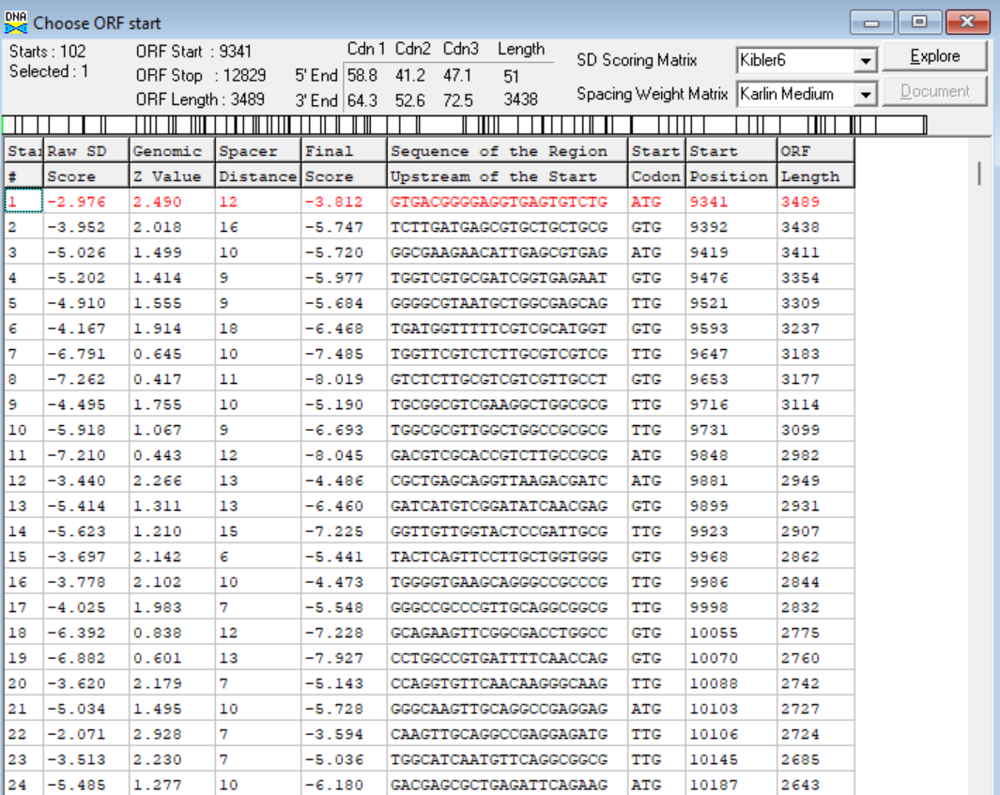 DNA Choose ORF start
Starts : 102 ORF Start : 9341 Cdn 1 Cdn2 Cdn3 Length SD Scoring Matrix Kibler6 Explore
Selected : 1 ORF Stop : 12829 5' End 58.8 41.2 47.1 51
ORF Length : 3489 3' End 64.3 52.6 72.5 3438 Spacing Weight Matrix Karlin Medium Document
Star Raw SD Genomic Spacer Final Sequence of the Region Start Start ORF
# Score Z Value Distance Score Upstream of the Start Codon Position Length
1 -2.976 2.490 12 -3.812 GTGACGGGGAGGTGAGTGTCTG ATG 9341 3489
2 -3.952 2.018 16 -5.747 TCTTGATGAGCGTGCTGCTGCG GTG 9392 3438
3 -5.026 1.499 10 -5.720 GGCGAAGAACATTGAGCGTGAG ATG 9419 3411
4 -5.202 1.414 9 -5.977 TGGTCGTGCGATCGGTGAGAAT GTG 9476 3354
5 -4.910 1.555 9 -5.684 GGGGCGTAATGCTGGCGAGCAG TTG 9521 3309
6 -4.167 1.914 18 -6.468 TGATGGTTTTTCGTCGCATGGT GTG 9593 3237
7 -6.791 0.645 10 -7.485 TGGTTCGTCTCTTGCGTCGTCG TTG 9647 3183
8 -7.262 0.417 11 -8.019 GTCTCTTGCGTCGTCGTTGCCT GTG 9653 3177
9 -4.495 1.755 10 -5.190 TGCGGCGTCGAAGGCTGGCGCG TTG 9716 3114
10 -5.918 1.067 9 -6.693 TGGCGCGTTGGCTGGCCGCGCG TTG 9731 3099
11 -7.210 0.443 12 -8.045 GACGTCGCACCGTCTTGCCGCG ATG 9848 2982
12 -3.440 2.266 13 -4.486 CGCTGAGCAGGTTAAGACGATC ATG 9881 2949
13 -5.414 1.311 13 -6.460 GATCATGTCGGATATCAACGAG GTG 9899 2931
14 -5.623 1.210 15 -7.225 GGTTGTTGGTACTCCGATTGCG TTG 9923 2907
15 -3.697 2.142 6 -5.441 TACTCAGTTCCTTGCTGGTGGG GTG 9968 2862
16 -3.778 2.102 10 -4.473 TGGGGTGAAGCAGGGCCGCCCG TTG 9986 2844
17 -4.025 1.983 7 -5.548 GGGCCGCCCGTTGCAGGCGGCG TTG 9998 2832
18 -6.392 0.838 12 -7.228 GCAGAAGTTCGGCGACCTGGCC GTG 10055 2775
19 -6.882 0.601 13 -7.927 CCTGGCCGTGATTTTCAACCAG GTG 10070 2760
20 -3.620 2.179 7 -5.143 CCAGGTGTTCAACAAGGGCAAG TTG 10088 2742
21 -5.034 1.495 10 -5.728 GGGCAAGTTGCAGGCCGAGGAG ATG 10103 2727
22 -2.071 2.928 7 -3.594 CAAGTTGCAGGCCGAGGAGATG TTG 10106 2724
23 -3.513 2.230 7 -5.036 TGGCATCAATGTTCAGGCGGCG TTG 10145 2685
24 -5.485 1.277 10 -6.180 GACGAGCGCTGAGATTCAGAAG ATG 10187 2643